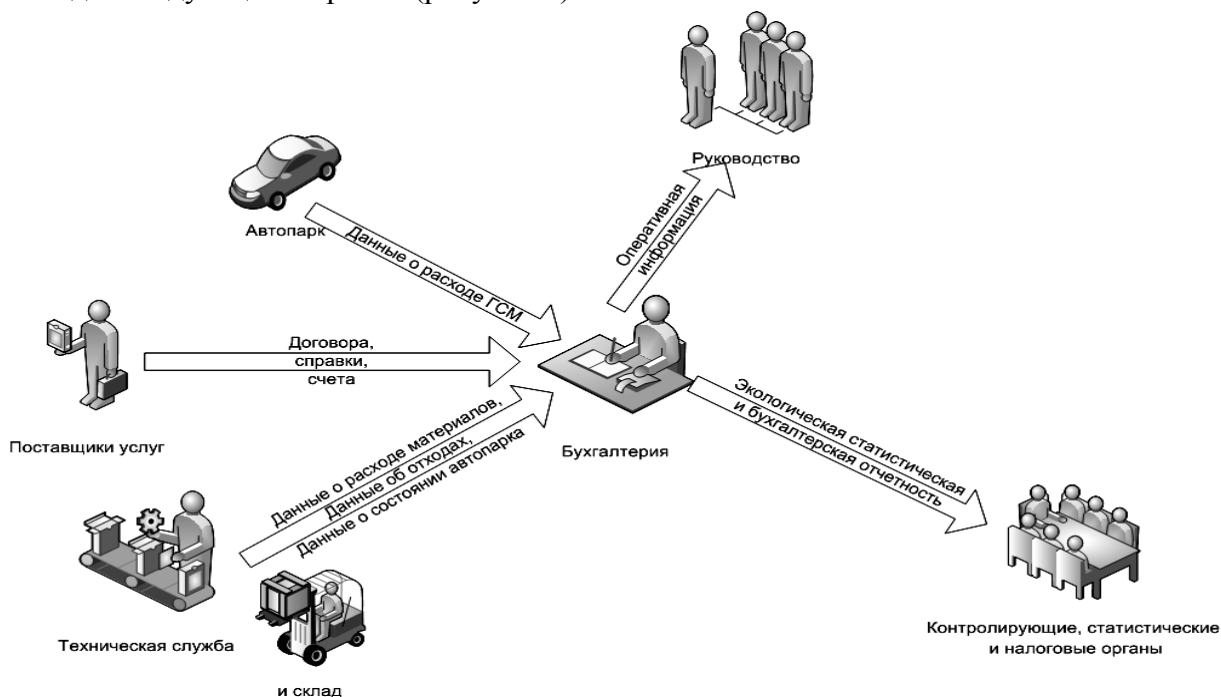 Руководство
Оперативная
информация
Автопарк
Данные о расходе ГСМ
Договора,
справки,
счета
Поставщики услуг
Бухгалтерия
Данные о расходе материалов,
Данные об отходах,
Данные о состоянии автопарка
Экологическая статистическая
и бухгалтерская отчетность
Техническая служба
и склад
Контролирующие, статистические
и налоговые органы